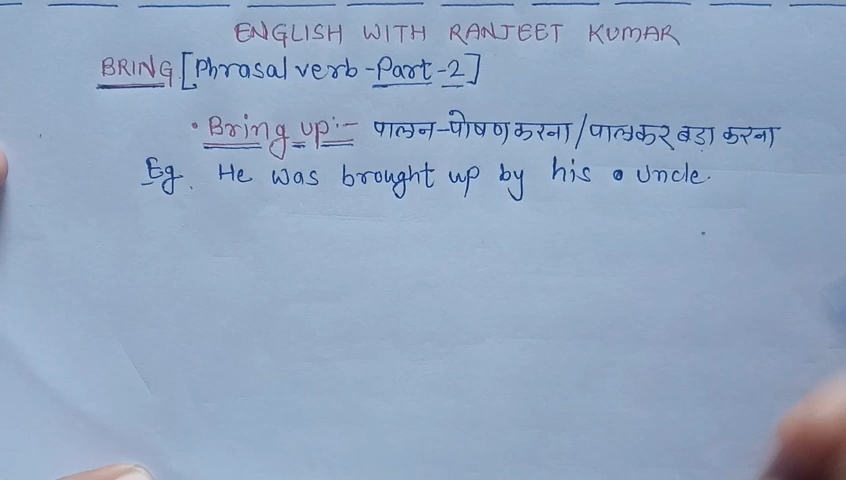 ENGLISH WITH RANJEET KUMAR
BRING [Phrasal verb-Part-2]
• Bring up:- पालन-पोषण करना/पालकर बड़ा करना
Eg. He was brought up by his uncle.